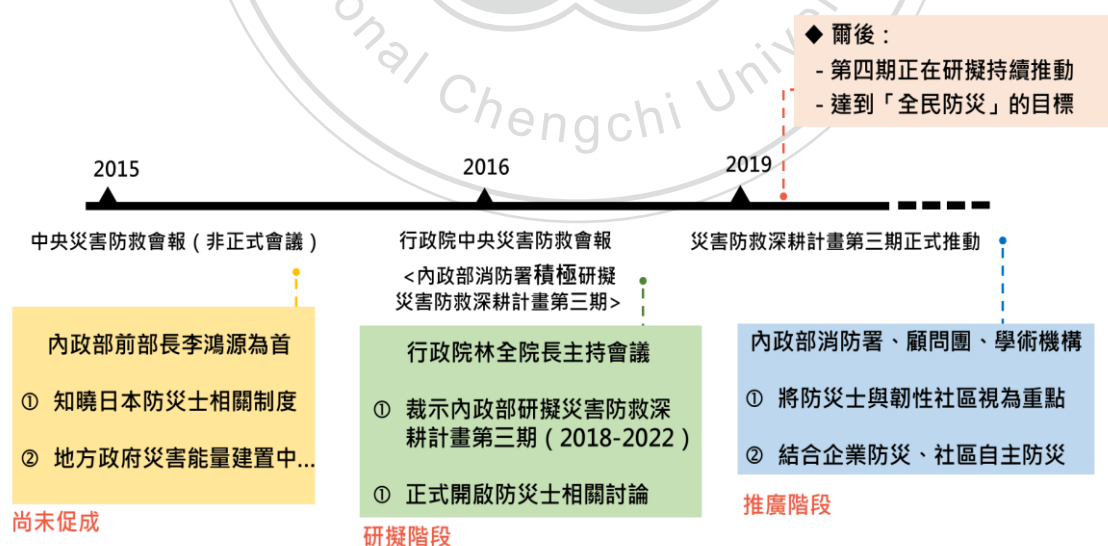 onal Chengchi Univ
◆ 爾後：
- 第四期正在研擬持續推動
- 達到「全民防災」的目標
2015
2016
2019
中央災害防救會報（非正式會議）
行政院中央災害防救會報
<內政部消防署積極研擬
災害防救深耕計畫第三期>
災害防救深耕計畫第三期正式推動
內政部前部長李鴻源為首
① 知曉日本防災士相關制度
② 地方政府災害能量建置中...
尚未促成
行政院林全院長主持會議
① 裁示內政部研擬災害防救深
耕計畫第三期（2018-2022）
① 正式開啟防災士相關討論
研擬階段
內政部消防署、顧問團、學術機構
① 將防災士與韌性社區視為重點
② 結合企業防災、社區自主防災
推廣階段